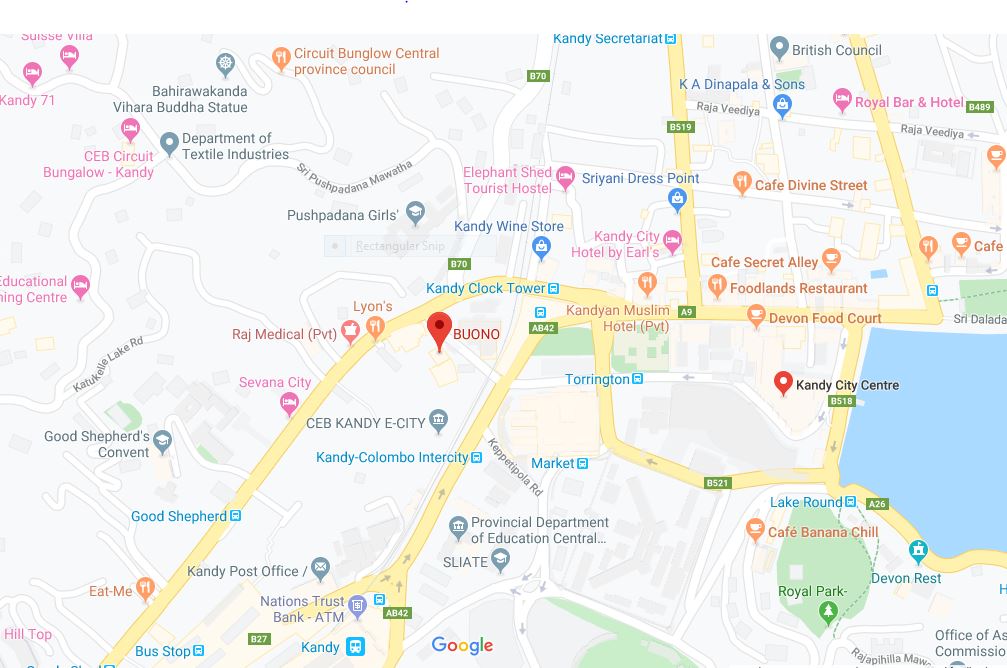 Suisse Villa
Kandy 71
Circuit Bunglow Central
province council
Bahirawakanda
Vihara Buddha Statue
Department of
Textile Industries
CEB Circuit
Bungalow - Kandy
Sri Pushpadana Mawatha
Pushpadana Girls'
Rectangular Snip
B70
Kandy Secretariat
British Council
K A Dinapala & Sons
Raja Veediya
Royal Bar & Hotel
B489
Raja Veediya
B519
Elephant Shed
Tourist Hostel
Sriyani Dress Point
Cafe Divine Street
Kandy Wine Store
Kandy City
Hotel by Earl's
Cafe Secret Alley
Cafe
B70
Kandy Clock Tower
Foodlands Restaurant
Educational
ning Centre
Lyon's
Raj Medical (Pvt)
BUONO
AB42
Kandyan Muslim
Hotel (Pvt)
A9
Devon Food Court
Sri Dalada
Katukelle Lake Rd
Sevana City
Torrington
Kandy City Centre
B518
CEB KANDY E-CITY
Good Shepherd's
Convent
Kandy-Colombo Intercity
Keppetipola Rd
Market
B521
Lake Round
A26
Good Shepherd
Provincial Department
of Education Central...
Café Banana Chill
SLIATE
Kandy Post Office /
Devon Rest
Eat-Me
Nations Trust
Bank - ATM
AB42
Royal Park-
Hill Top
B27
Bus Stop
Kandy
Google
Rajapihilla Maw
Office of As
Commissio